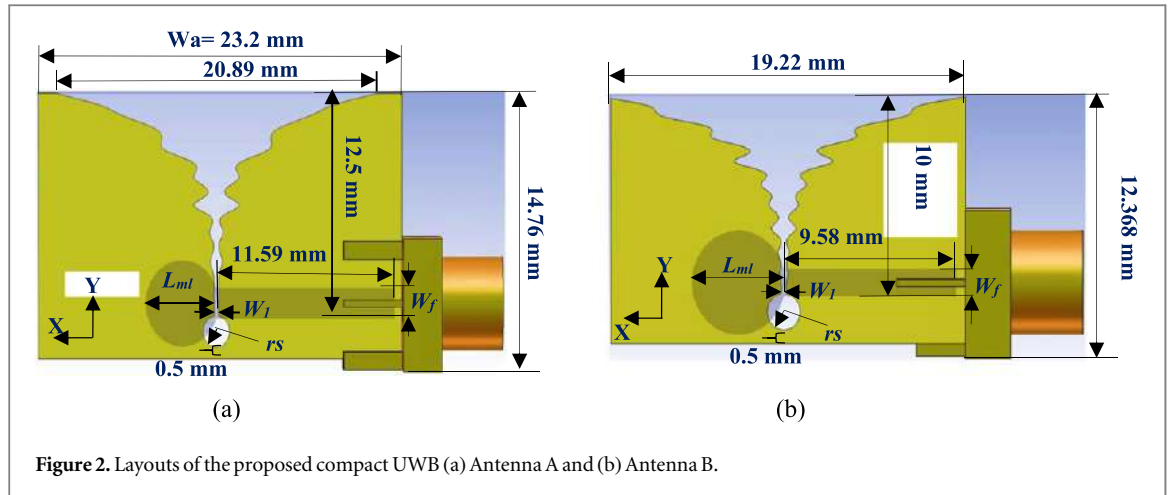 Wa= 23.2 mm
20.89 mm
12.5 mm
14.76 mm
11.59 mm
Lml
Wf
W1
Y
X
rs
0.5 mm
(a)
19.22 mm
10 mm
12.368 mm
9.58 mm
Lml
Wf
W1
Y
X
rs
0.5 mm
(b)
Figure 2. Layouts of the proposed compact UWB (a) Antenna A and (b) Antenna B.